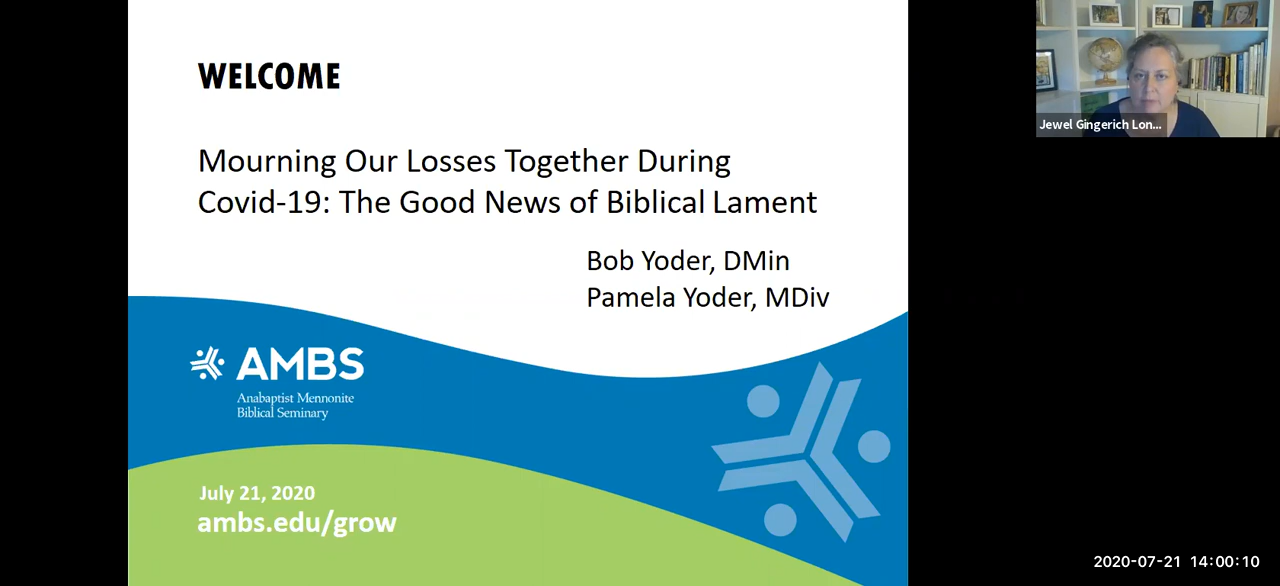 WELCOME
Mourning Our Losses Together During
Covid-19: The Good News of Biblical Lament
Bob Yoder, DMin
Pamela Yoder, MDiv
AMBS
Anabaptist Mennonite
Biblical Seminary
July 21, 2020
ambs.edu/grow
Jewel Gingerich Lon...
2020-07-21 14:00:10